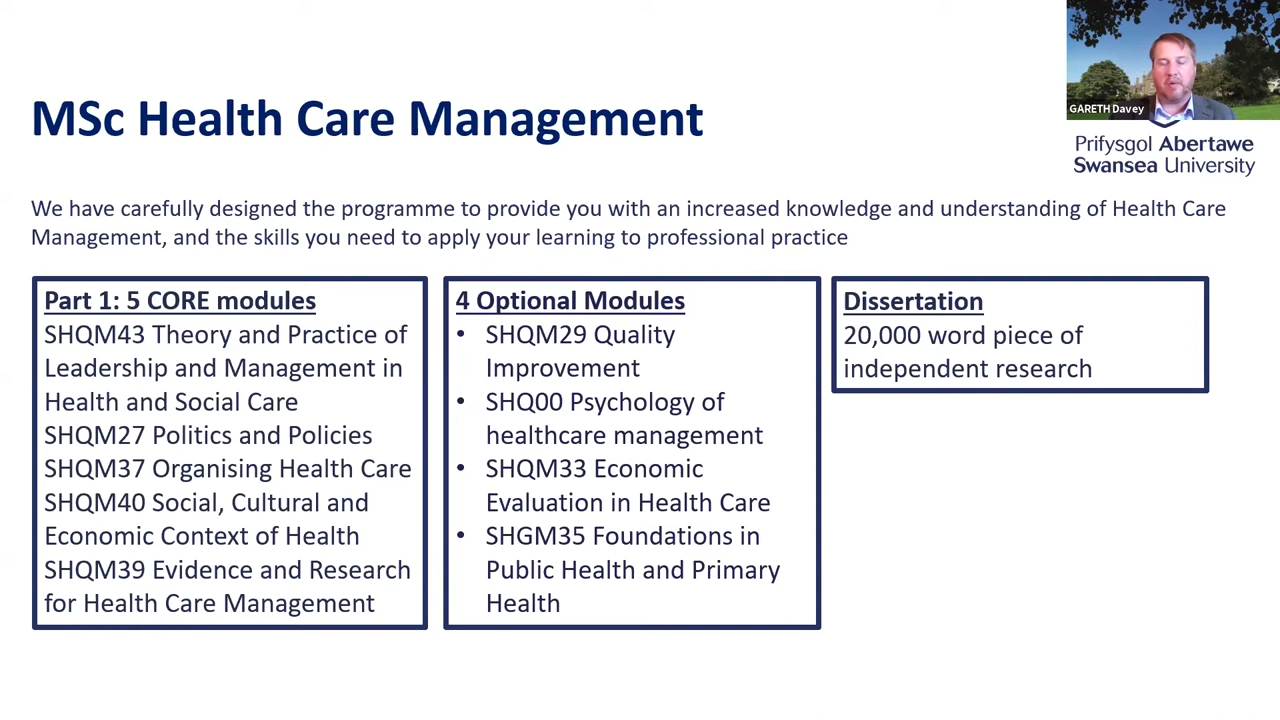 MSc Health Care Management
GARETH Davey
Prifysgol Abertawe
Swansea University
We have carefully designed the programme to provide you with an increased knowledge and understanding of Health Care
Management, and the skills you need to apply your learning to professional practice
Part 1: 5 CORE modules
SHQM43 Theory and Practice of
Leadership and Management in
Health and Social Care
SHQM27 Politics and Policies
SHQM37 Organising Health Care
SHQM40 Social, Cultural and
Economic Context of Health
SHQM39 Evidence and Research
for Health Care Management
4 Optional Modules
• SHQM29 Quality
Improvement
• SHQ00 Psychology of
healthcare management
• SHQM33 Economic
Evaluation in Health Care
• SHGM35 Foundations in
Public Health and Primary
Health
Dissertation
20,000 word piece of
independent research